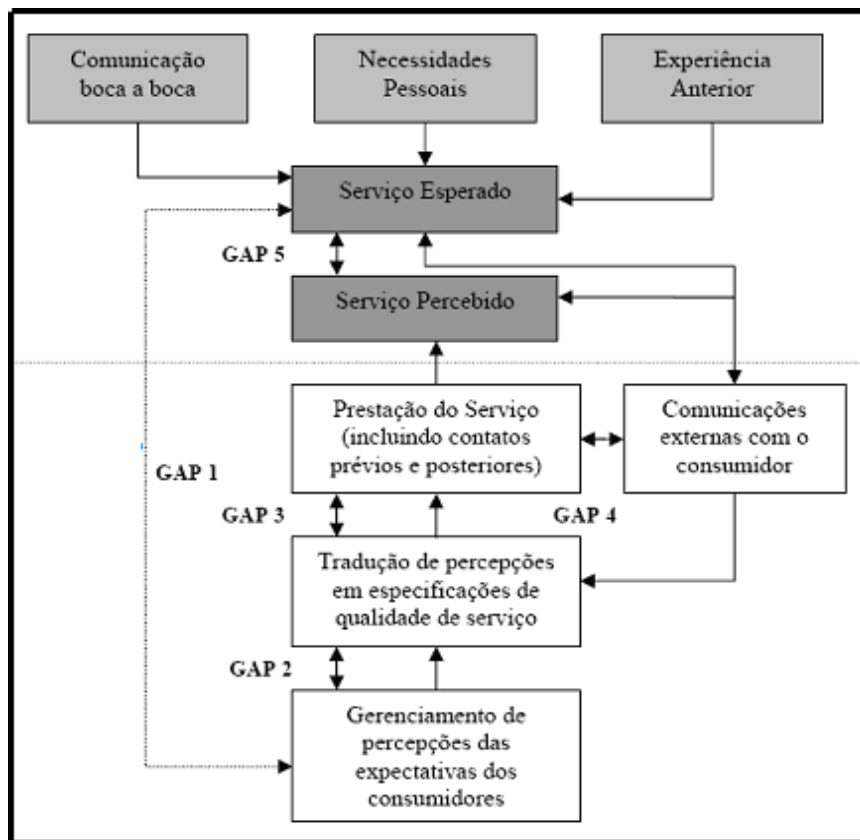 Comunicação
boca a boca
Necessidades
Pessoais
Experiência
Anterior
Serviço Esperado
GAP 5
Serviço Percebido
Prestação do Serviço
(incluindo contatos
prévios e posteriores)
Comunicações
externas com o
consumidor
GAP 1
GAP 3
GAP 4
Tradução de percepções
em especificações de
qualidade de serviço
GAP 2
Gerenciamento de
percepções das
expectativas dos
consumidores